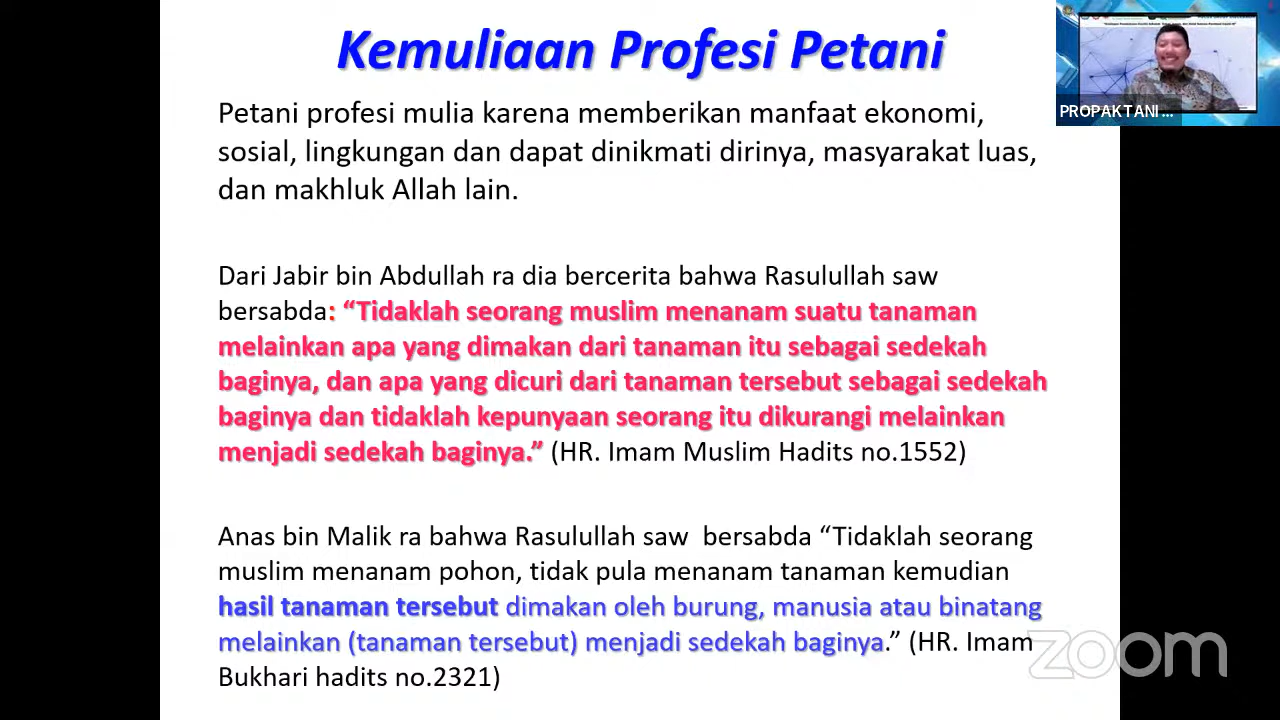 Kemuliaan Profesi Petani
Petani profesi mulia karena memberikan manfaat ekonomi,
sosial, lingkungan dan dapat dinikmati dirinya, masyarakat luas,
dan makhluk Allah lain.
Dari Jabir bin Abdullah ra dia bercerita bahwa Rasulullah saw
bersabda: “Tidaklah seorang muslim menanam suatu tanaman
melainkan apa yang dimakan dari tanaman itu sebagai sedekah
baginya, dan apa yang dicuri dari tanaman tersebut sebagai sedekah
baginya dan tidaklah kepunyaan seorang itu dikurangi melainkan
menjadi sedekah baginya.” (HR. Imam Muslim Hadits no.1552)
Anas bin Malik ra bahwa Rasulullah saw  bersabda “Tidaklah seorang
muslim menanam pohon, tidak pula menanam tanaman kemudian
hasil tanaman tersebut dimakan oleh burung, manusia atau binatang
melainkan (tanaman tersebut) menjadi sedekah baginya.” (HR. Imam
Bukhari hadits no.2321)
PROPAKTANI ...
zoom